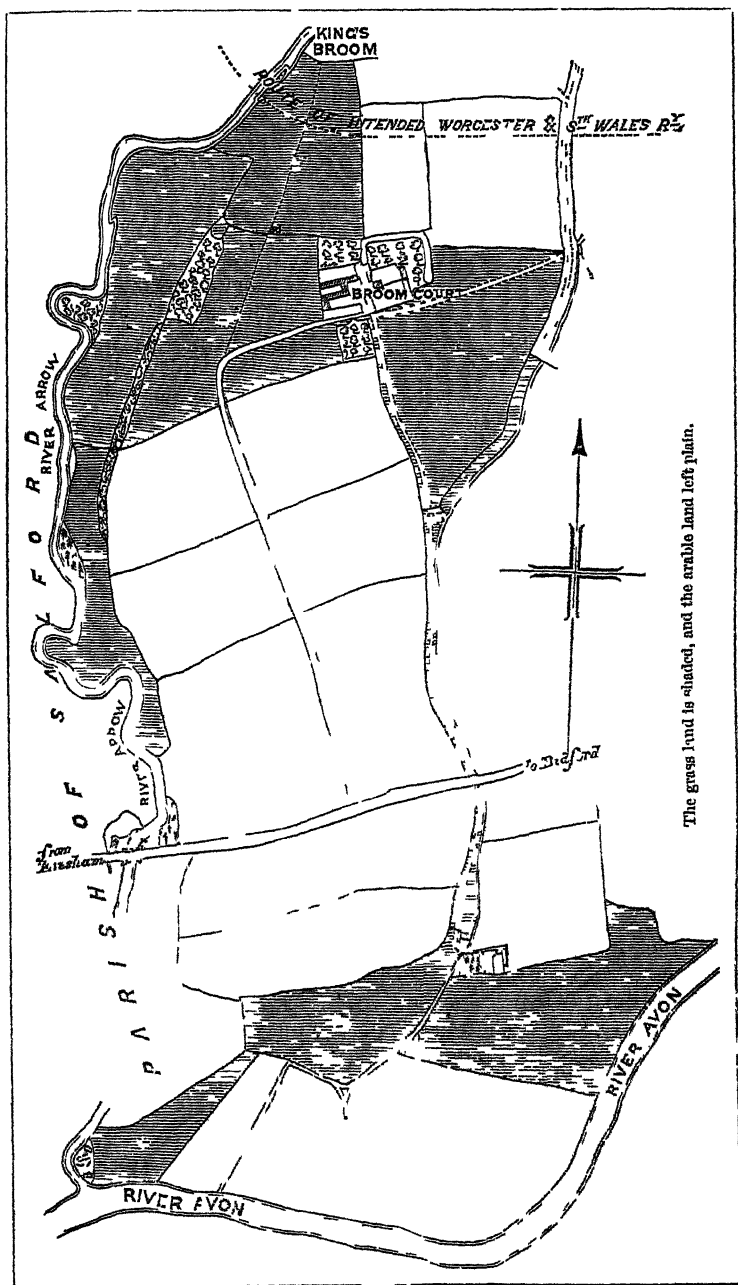 KING'S
BROOM
ROUTE OF INTENDED WORCESTER & STH WALES RY
BROOM COURT
RIVER ARROW
RIVER ARROW
PARISH OF SALFORD
from
Evesham
to Bidford
RIVER AVON
RIVER AVON
The grass land is shaded, and the arable land left plain.